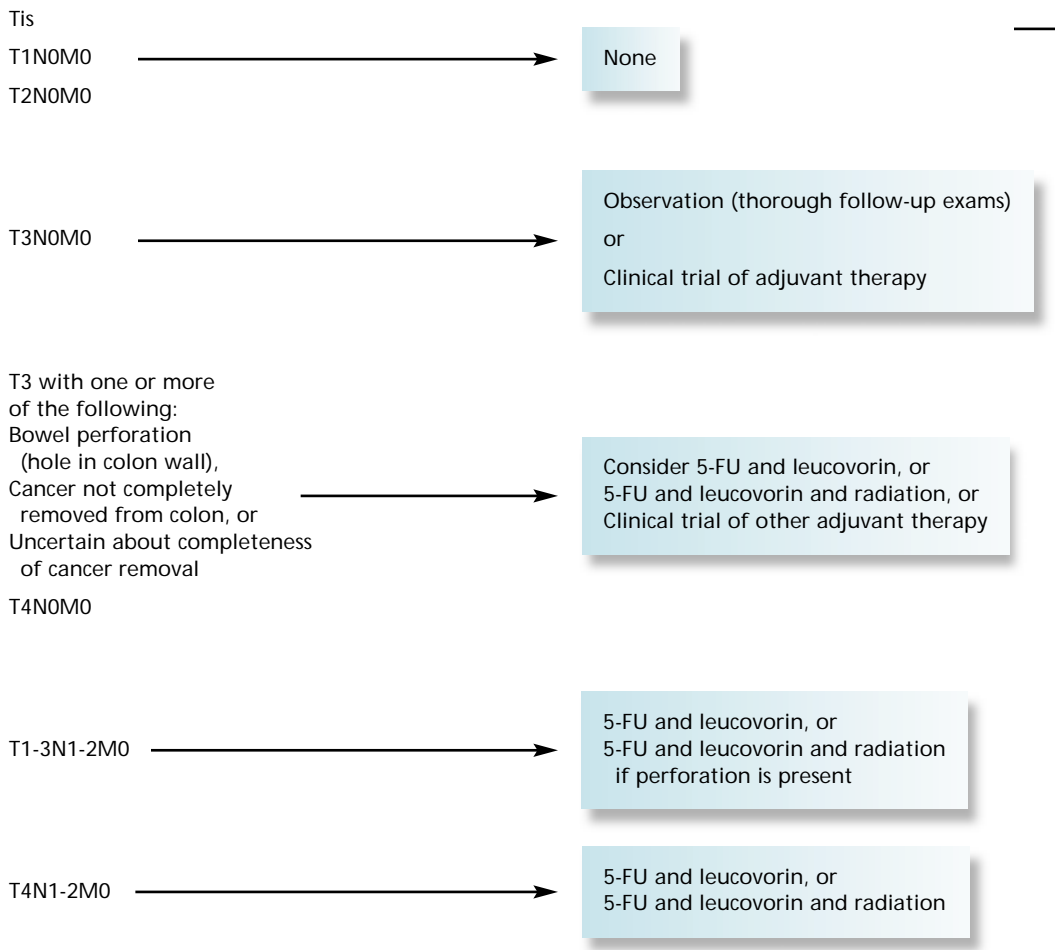 Tis
T1N0M0
T2N0M0
None
T3N0M0
Observation (thorough follow-up exams)
or
Clinical trial of adjuvant therapy
T3 with one or more
of the following:
Bowel perforation
(hole in colon wall),
Cancer not completely
removed from colon, or
Uncertain about completeness
of cancer removal
T4N0M0
Consider 5-FU and leucovorin, or
5-FU and leucovorin and radiation, or
Clinical trial of other adjuvant therapy
T1-3N1-2M0
5-FU and leucovorin, or
5-FU and leucovorin and radiation
if perforation is present
T4N1-2M0
5-FU and leucovorin, or
5-FU and leucovorin and radiation